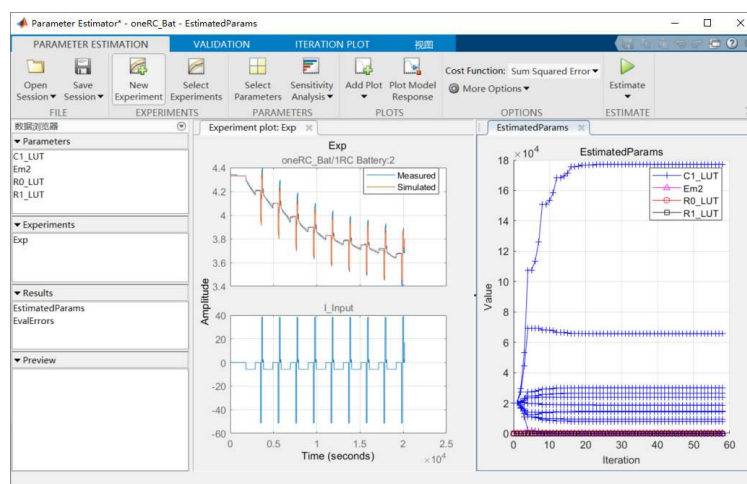 Parameter Estimator* - oneRC_Bat - EstimatedParams
PARAMETER ESTIMATION VALIDATION ITERATION PLOT 视图
Open Session Save Session New Experiment Select Experiments Select Parameters Sensitivity Analysis Add Plot Plot Model Response Cost Function: Sum Squared Error More Options Estimate
FILE EXPERIMENTS PARAMETERS PLOTS OPTIONS ESTIMATE
数据浏览器
Parameters
C1_LUT
Em2
R0_LUT
R1_LUT
Experiments
Exp
Results
EstimatedParams
EvalErrors
Preview
Experiment plot: Exp
Exp
oneRC_Bat/1RC Battery:2
Measured
Simulated
4.4
4.2
4
3.8
3.6
3.4
Amplitude
I_Input
40
20
0
-20
-40
-60
0 0.5 1 1.5 2 2.5
Time (seconds) ×10⁴
EstimatedParams
×10⁴ EstimatedParams
C1_LUT
Em2
R0_LUT
R1_LUT
18
16
14
12
10
8
6
4
2
0
Value
0 10 20 30 40 50 60
Iteration